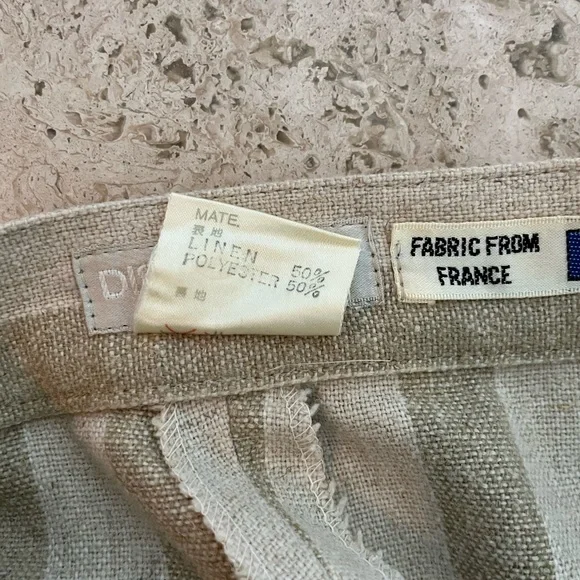 MATE.
表地
LINEN 50%
POLYESTER 50%
裏地
D'
FABRIC FROM
FRANCE